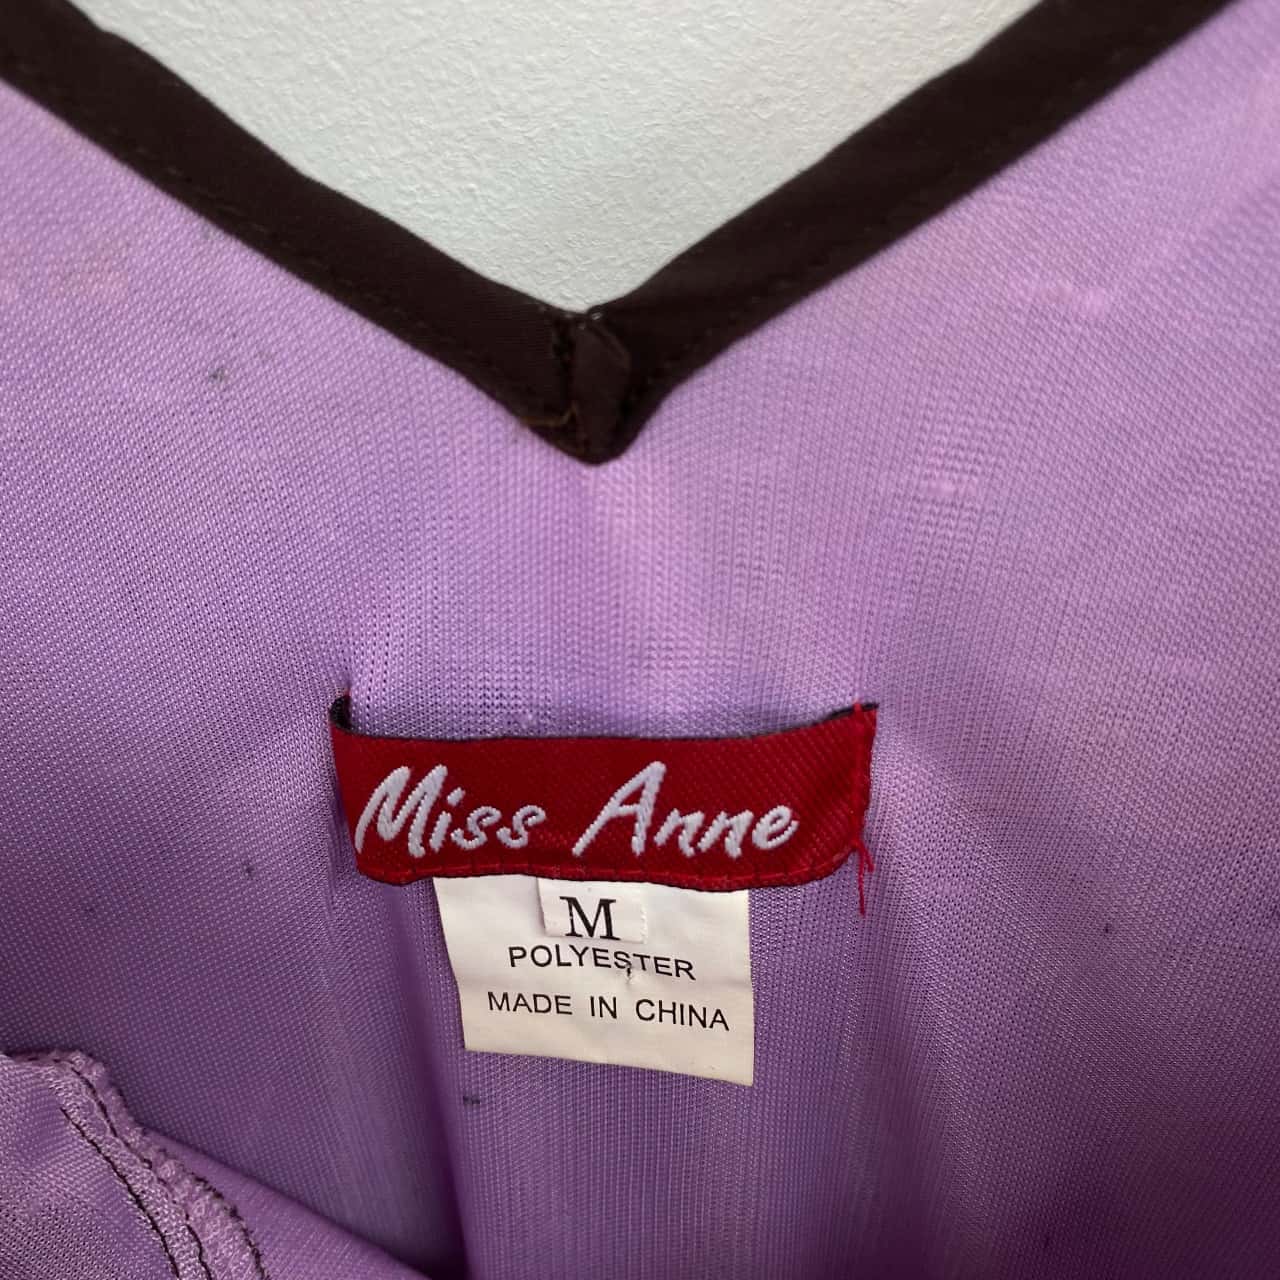 Miss Anne
M
POLYESTER
MADE IN CHINA